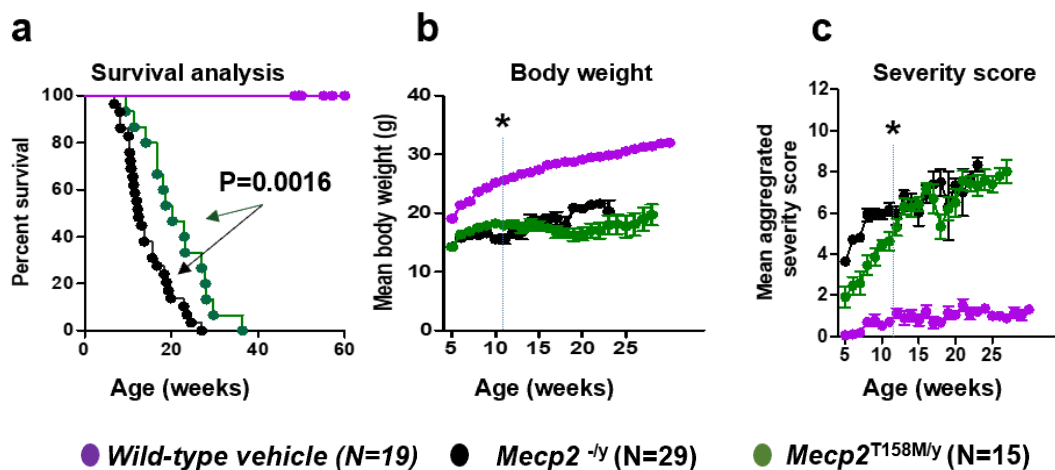 a
b
c
Survival analysis
Body weight
Severity score
Percent survival
100
80
60
40
20
0
P=0.0016
0 20 40 60
Age (weeks)
Mean body weight (g)
40
30
20
10
0
*
5 10 15 20 25
Age (weeks)
Mean aggregrated
severity score
12
10
8
6
4
2
0
*
5 10 15 20 25
Age (weeks)
Wild-type vehicle (N=19) Mecp2 -/y (N=29) Mecp2T158M/y (N=15)